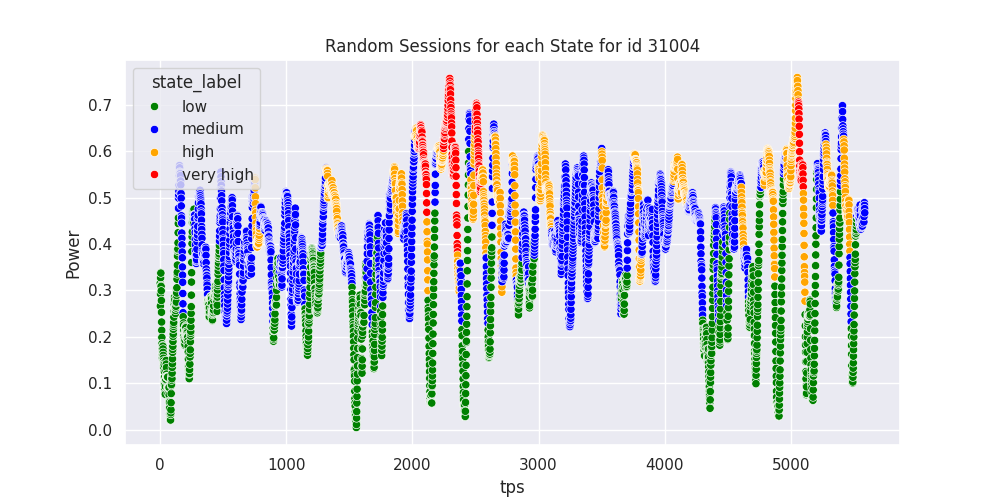 Random Sessions for each State for id 31004
state_label
low
medium
high
very high
Power
0.7
0.6
0.5
0.4
0.3
0.2
0.1
0.0
0 1000 2000 3000 4000 5000
tps